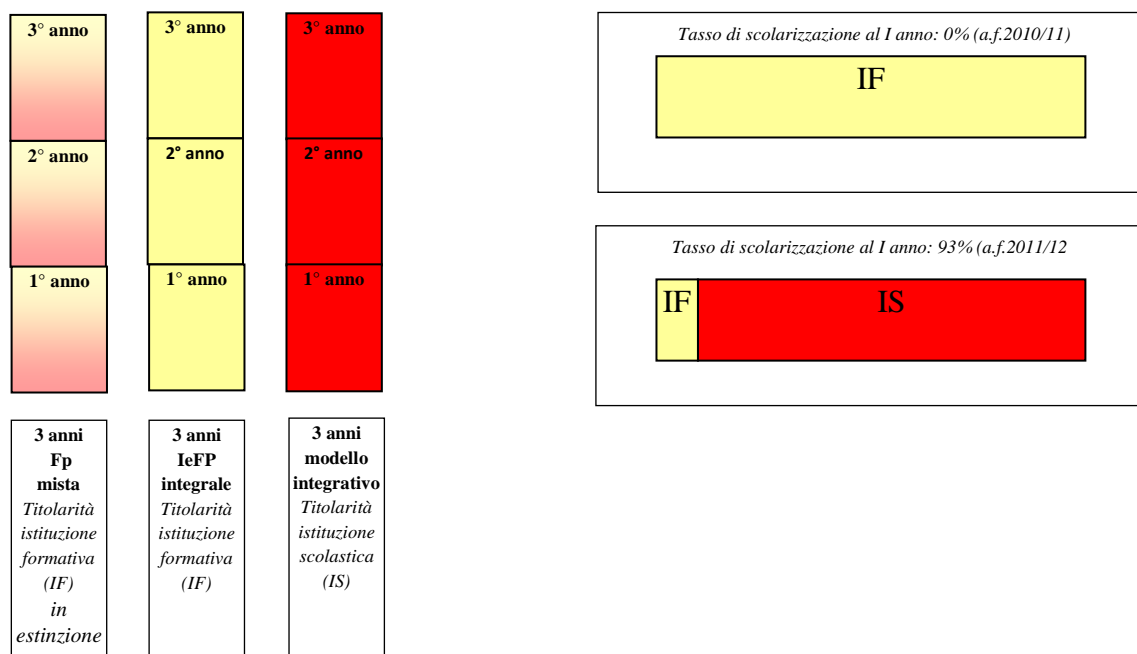 3° anno
2° anno
1° anno
3 anni
Fp
mista
Titolarità
istituzione
formativa
(IF)
in
estinzione
3° anno
2° anno
1° anno
3 anni
IeFP
integrale
Titolarità
istituzione
formativa
(IF)
3° anno
2° anno
1° anno
3 anni
modello
integrativo
Titolarità
istituzione
scolastica
(IS)
Tasso di scolarizzazione al I anno: 0% (a.f.2010/11)
IF
Tasso di scolarizzazione al I anno: 93% (a.f.2011/12
IF IS